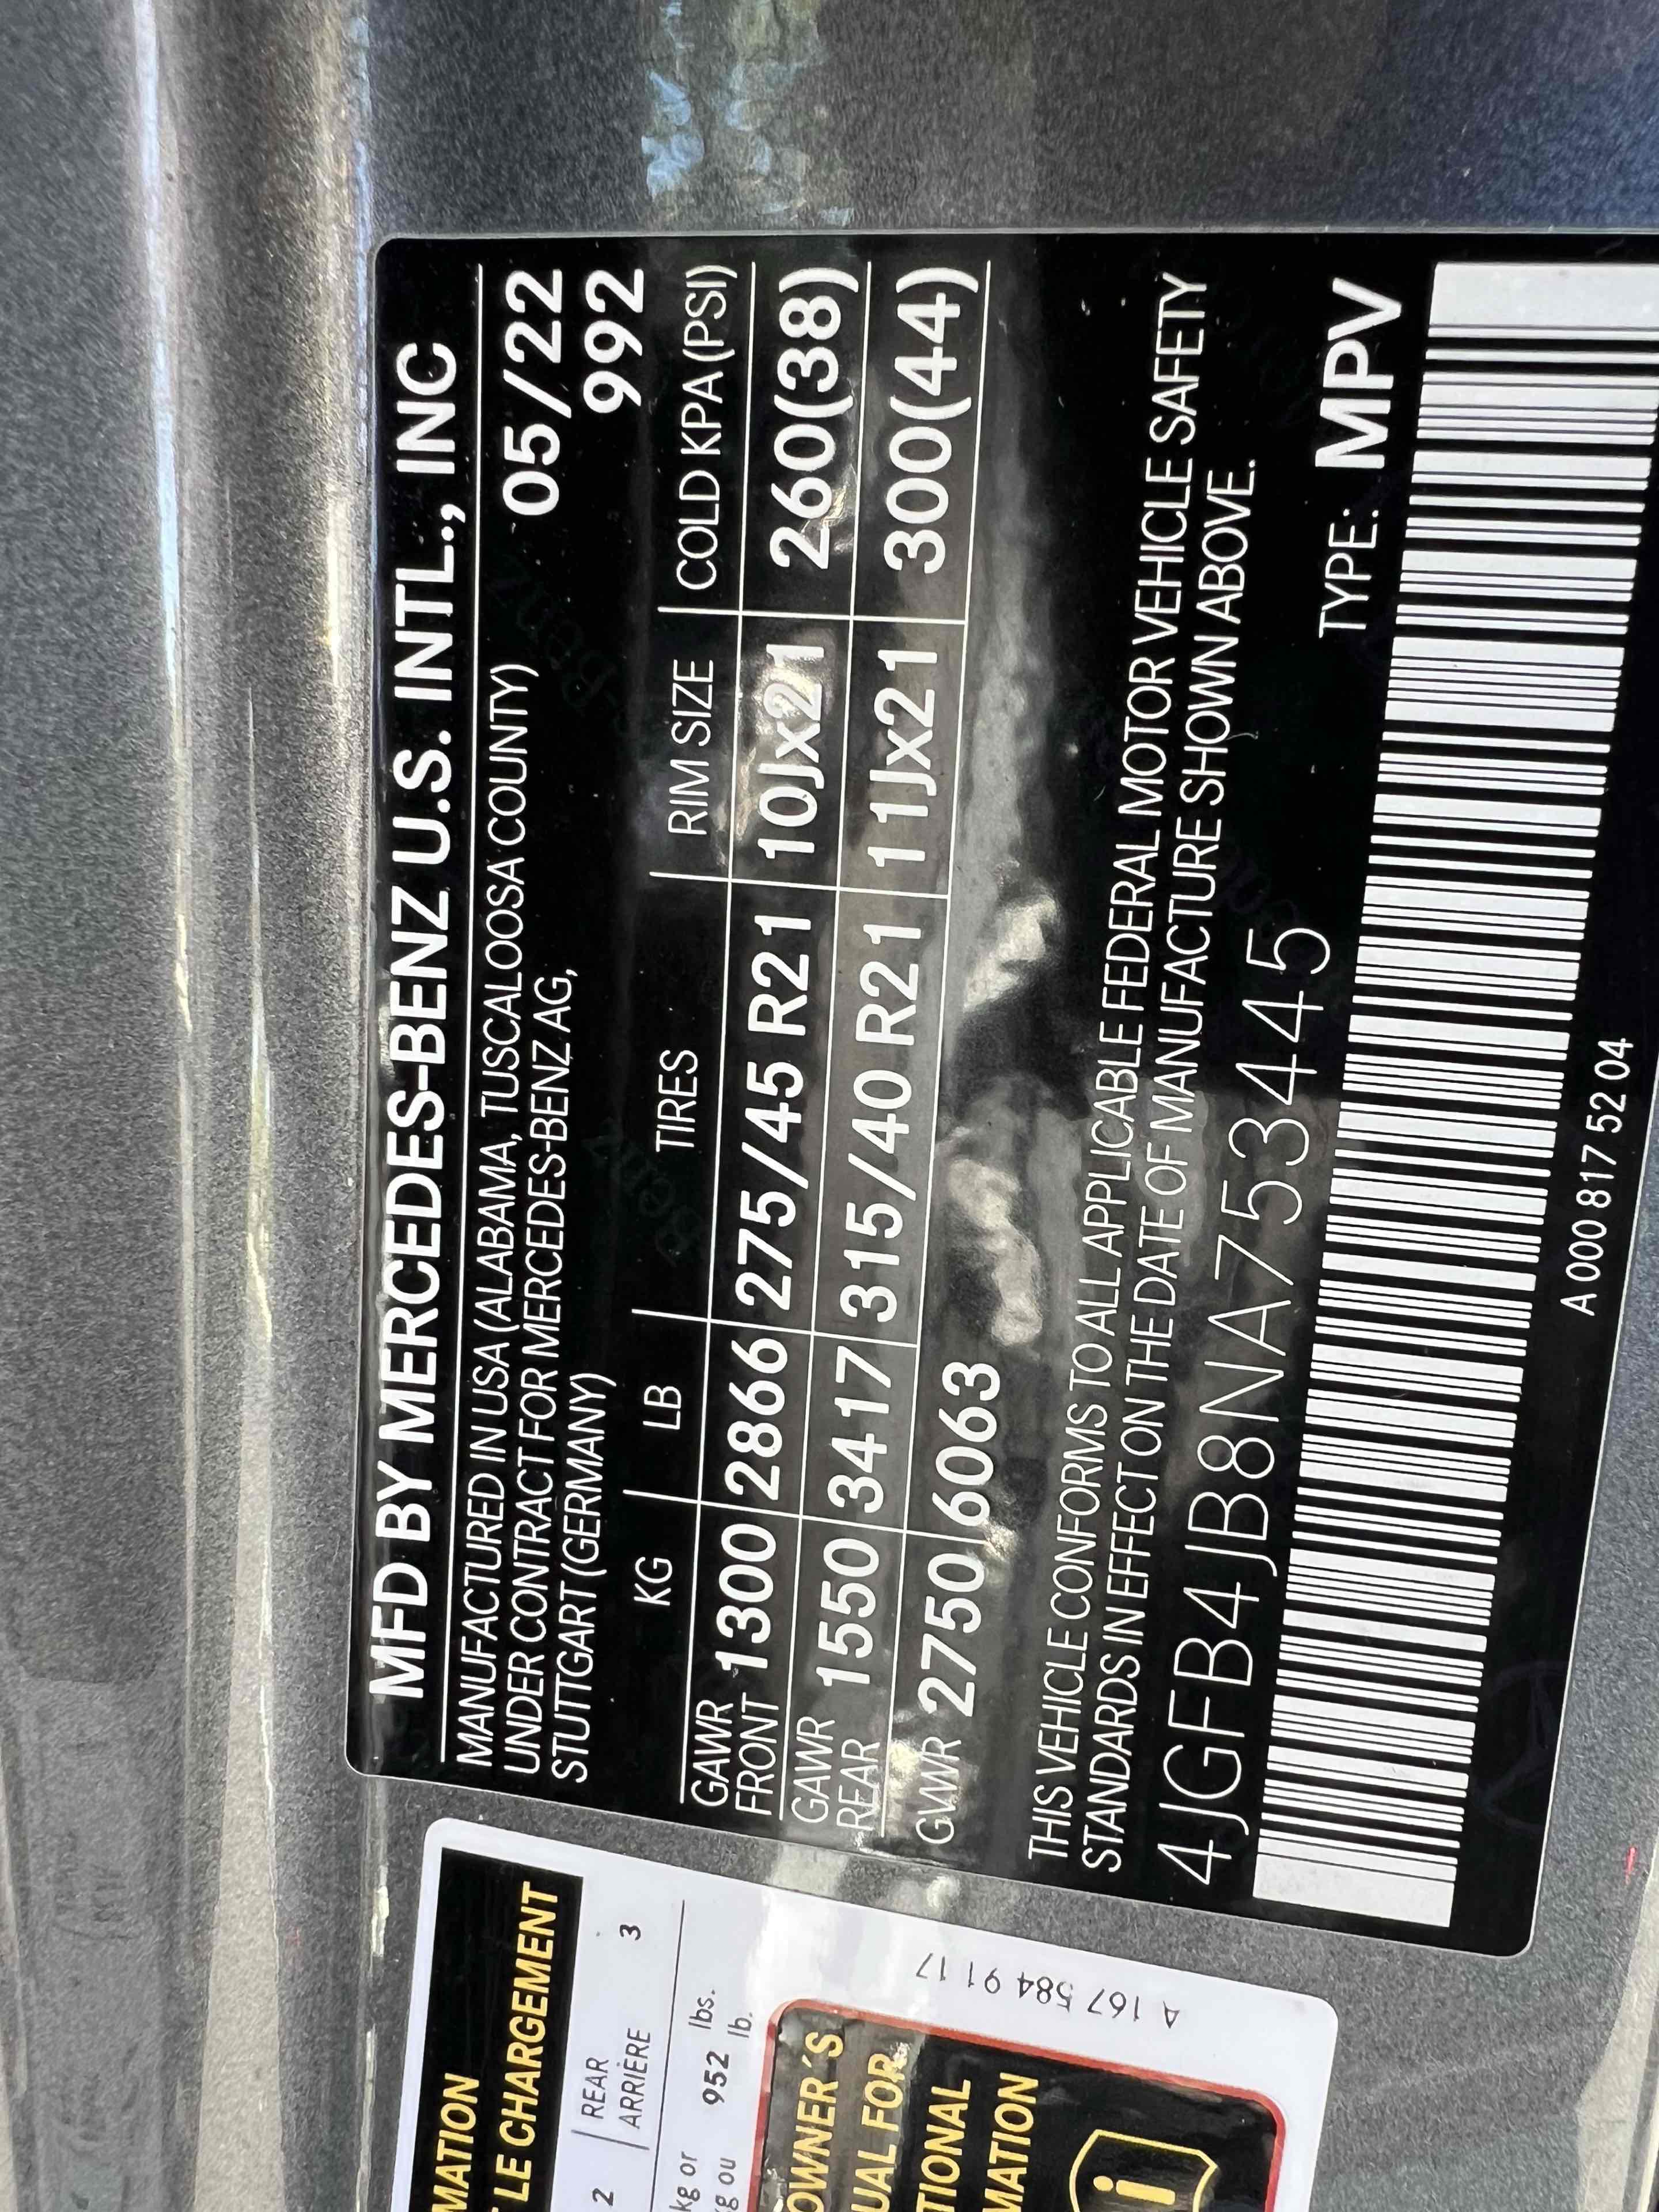 MFD BY MERCEDES-BENZ U.S. INTL., INC
MANUFACTURED IN USA (ALABAMA, TUSCALOOSA COUNTY) 05/22
UNDER CONTRACT FOR MERCEDES-BENZ AG, 992
STUTTGART (GERMANY)
KG LB TIRES RIM SIZE COLD KPA (PSI)
GAWR FRONT 1300 2866 275/45 R21 10Jx21 260(38)
GAWR REAR 1550 3417 315/40 R21 11Jx21 300(44)
GVWR 2750 6063
THIS VEHICLE CONFORMS TO ALL APPLICABLE FEDERAL MOTOR VEHICLE SAFETY
STANDARDS IN EFFECT ON THE DATE OF MANUFACTURE SHOWN ABOVE.
4JGFB4JB8NA753445 TYPE: MPV
A 000 817 52 04
MATION
LE CHARGEMENT
2 REAR
ARRIÈRE 3
kg or 952 lbs.
kg ou lb.
OWNER'S
UAL FOR
TIONAL
MATION
i
A 167 584 91 17